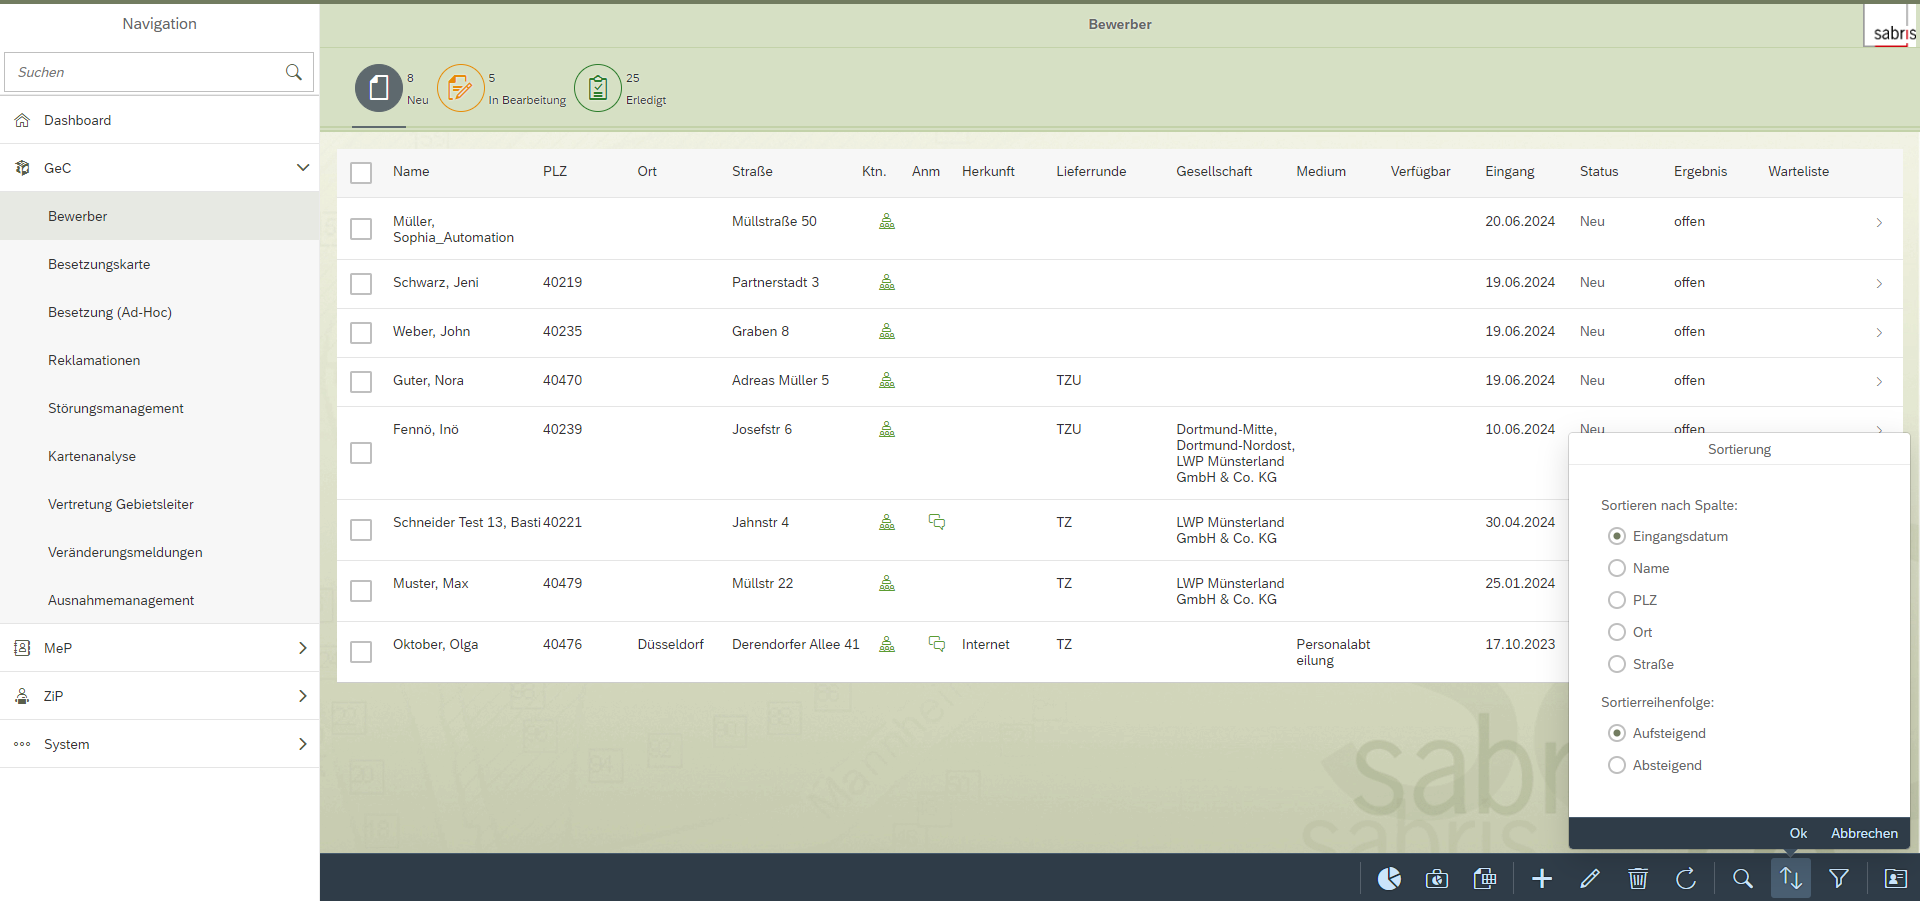 Navigation
Bewerber
sabris
Suchen
8
Neu
5
In Bearbeitung
25
Erledigt
Dashboard
GeC
Bewerber
Besetzungskarte
Besetzung (Ad-Hoc)
Reklamationen
Störungsmanagement
Kartenanalyse
Vertretung Gebietsleiter
Veränderungsmeldungen
Ausnahmemanagement
MeP
ZiP
System
Name PLZ Ort Straße Ktn. Anm Herkunft Lieferrunde Gesellschaft Medium Verfügbar Eingang Status Ergebnis Warteliste
Müller, Müllstraße 50 20.06.2024 Neu offen
Sophia_Automation
Schwarz, Jeni 40219 Partnerstadt 3 19.06.2024 Neu offen
Weber, John 40235 Graben 8 19.06.2024 Neu offen
Guter, Nora 40470 Adreas Müller 5 TZU 19.06.2024 Neu offen
Fennö, Inö 40239 Josefstr 6 TZU Dortmund-Mitte, 10.06.2024 Neu offen
Dortmund-Nordost,
LWP Münsterland
GmbH & Co. KG
Schneider Test 13, Basti 40221 Jahnstr 4 TZ LWP Münsterland 30.04.2024
GmbH & Co. KG
Muster, Max 40479 Müllstr 22 TZ LWP Münsterland 25.01.2024
GmbH & Co. KG
Oktober, Olga 40476 Düsseldorf Derendorfer Allee 41 Internet TZ Personalabt 17.10.2023
eilung
Sortierung
Sortieren nach Spalte:
Eingangsdatum
Name
PLZ
Ort
Straße
Sortierreihenfolge:
Aufsteigend
Absteigend
Ok Abbrechen
sabr
sabris